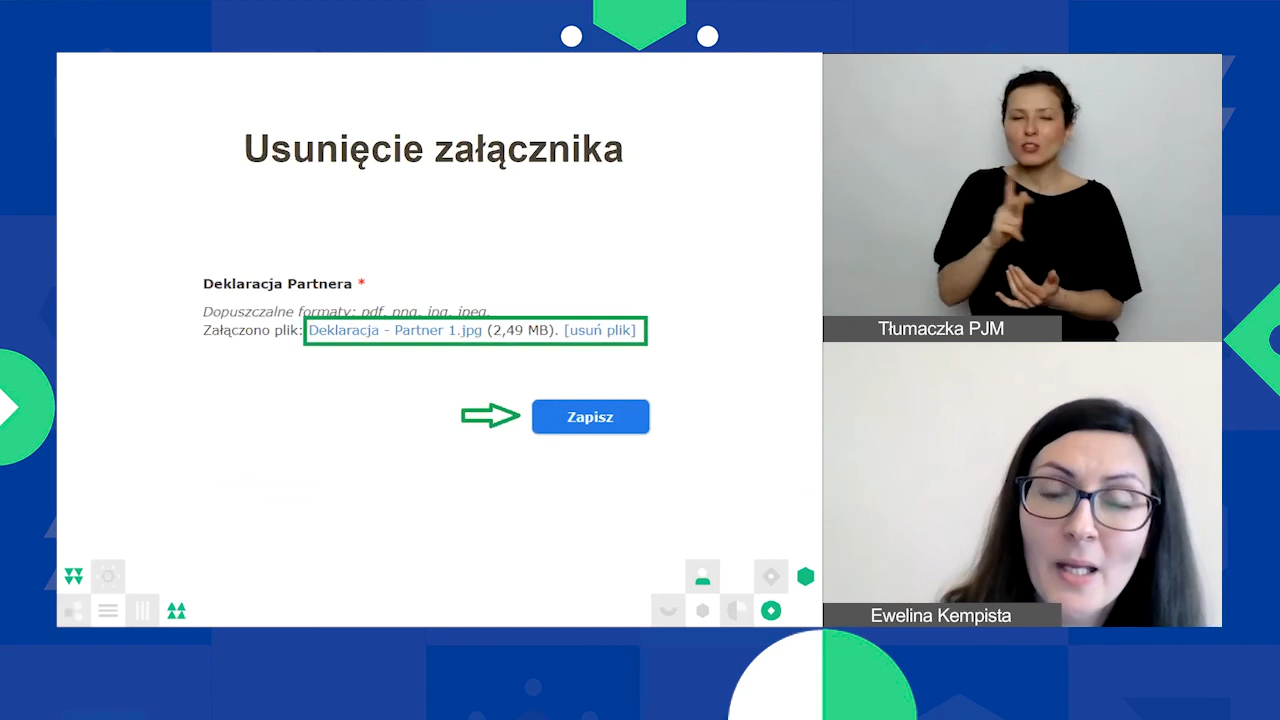 Usunięcie załącznika
Deklaracja Partnera *
Dopuszczalne formaty: pdf, png, jpg, jpeg.
Załączono plik: Deklaracja - Partner 1.jpg (2,49 MB). [usuń plik]
Zapisz
Tłumaczka PJM
Ewelina Kempista